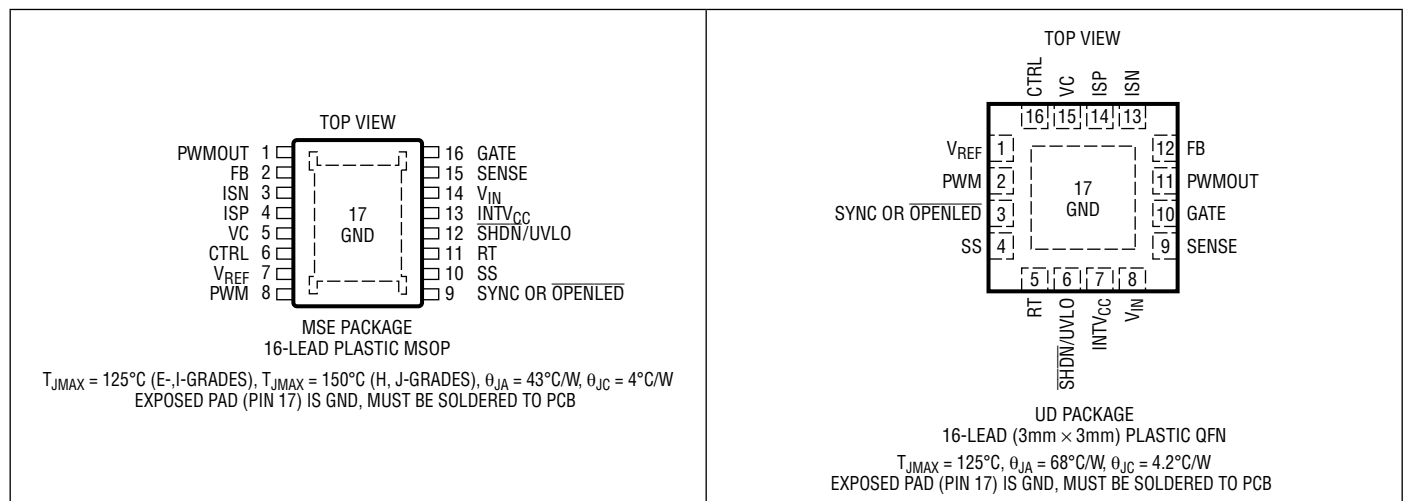 TOP VIEW
PWMOUT 1
FB 2
ISN 3
ISP 4
VC 5
CTRL 6
VREF 7
PWM 8
17
GND
16 GATE
15 SENSE
14 VIN
13 INTVCC
12 SHDN/UVLO
11 RT
10 SS
9 SYNC OR OPENLED
MSE PACKAGE
16-LEAD PLASTIC MSOP
TJMAX = 125°C (E-,I-GRADES), TJMAX = 150°C (H, J-GRADES), θJA = 43°C/W, θJC = 4°C/W
EXPOSED PAD (PIN 17) IS GND, MUST BE SOLDERED TO PCB
TOP VIEW
CTRL
VC
ISP
ISN
16 15 14 13
VREF 1
PWM 2
SYNC OR OPENLED 3
SS 4
17
GND
12 FB
11 PWMOUT
10 GATE
9 SENSE
5 6 7 8
RT
SHDN/UVLO
INTVCC
VIN
UD PACKAGE
16-LEAD (3mm × 3mm) PLASTIC QFN
TJMAX = 125°C, θJA = 68°C/W, θJC = 4.2°C/W
EXPOSED PAD (PIN 17) IS GND, MUST BE SOLDERED TO PCB